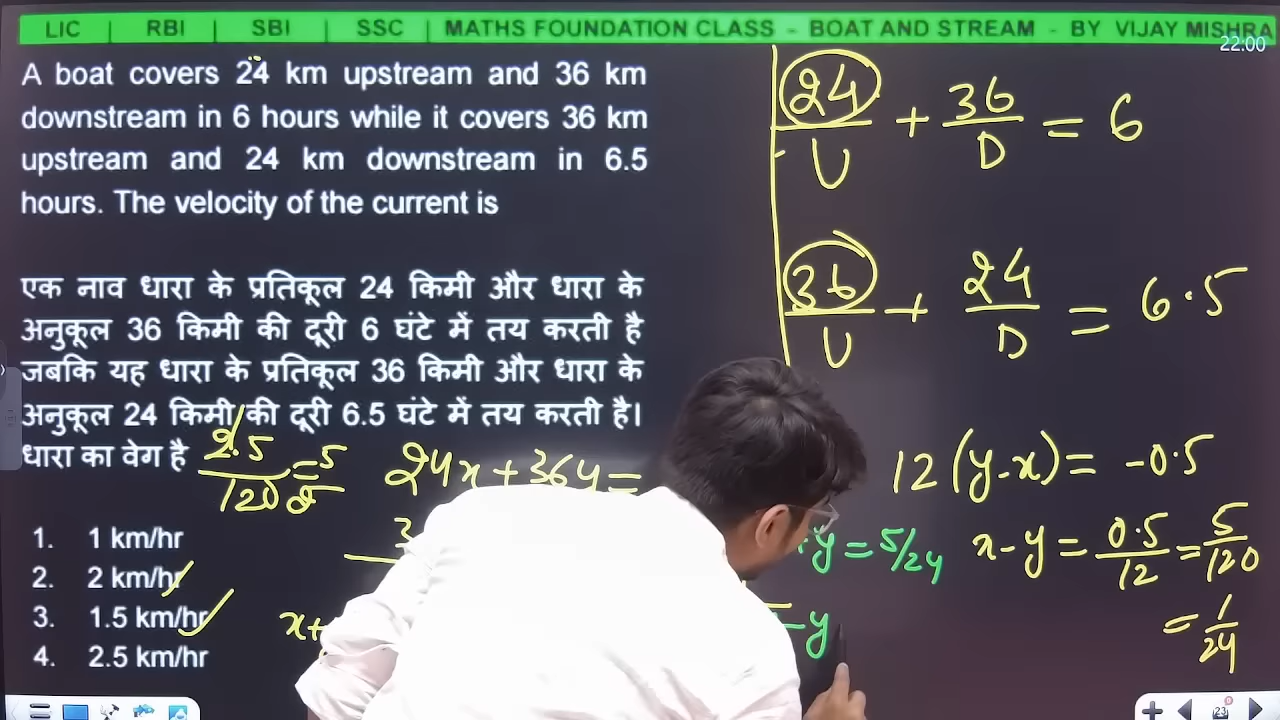 LIC | RBI | SBI | SSC | MATHS FOUNDATION CLASS - BOAT AND STREAM - BY VIJAY MISHRA
22:00
A boat covers 24 km upstream and 36 km
downstream in 6 hours while it covers 36 km
upstream and 24 km downstream in 6.5
hours. The velocity of the current is
एक नाव धारा के प्रतिकूल 24 किमी और धारा के
अनुकूल 36 किमी की दूरी 6 घंटे में तय करती है
जबकि यह धारा के प्रतिकूल 36 किमी और धारा के
अनुकूल 24 किमी की दूरी 6.5 घंटे में तय करती है।
धारा का वेग है
1. 1 km/hr
2. 2 km/hr
3. 1.5 km/hr
4. 2.5 km/hr
24/U + 36/D = 6
36/U + 24/D = 6.5
24x + 36y =
3
x+
12(y-x) = -0.5
x-y = 0.5/12 = 5/120
= 1/24
+y = 5/24
-y
23